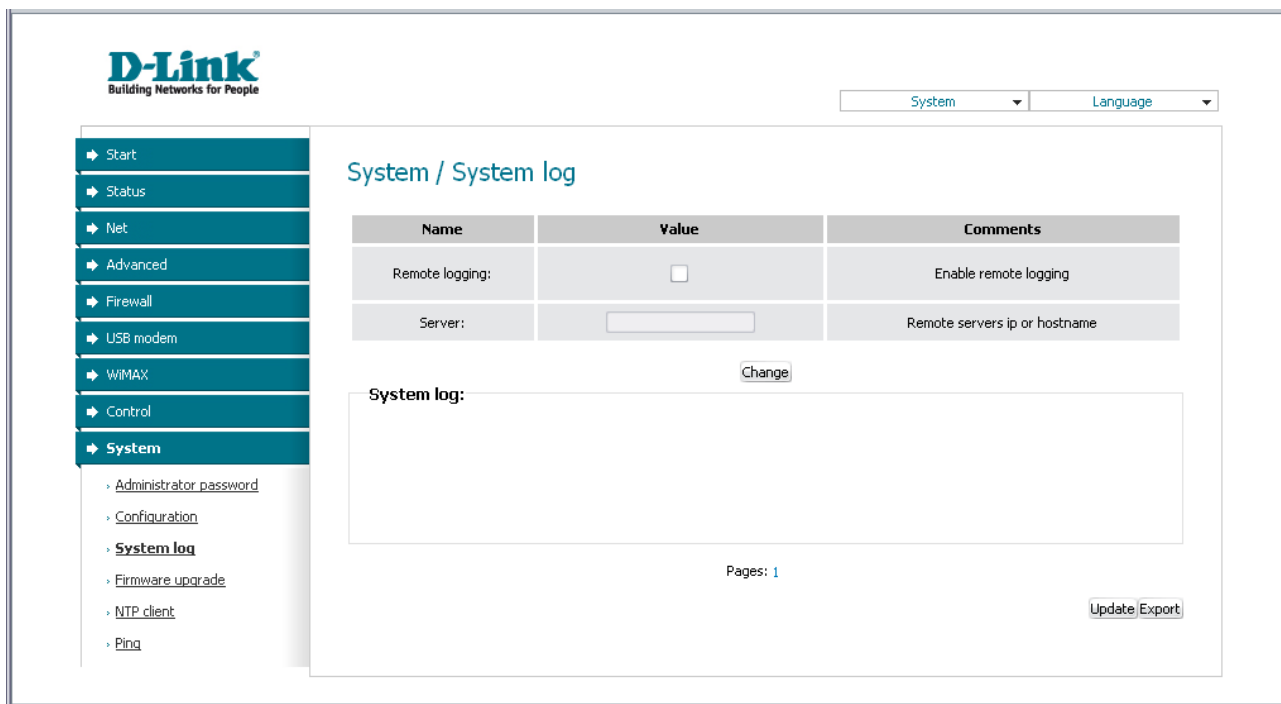 D-Link
Building Networks for People
System
Language
Start
Status
Net
Advanced
Firewall
USB modem
WiMAX
Control
System
Administrator password
Configuration
System log
Firmware upgrade
NTP client
Ping
System / System log
Name Value Comments
Remote logging: Enable remote logging
Server: Remote servers ip or hostname
Change
System log:
Pages: 1
Update Export